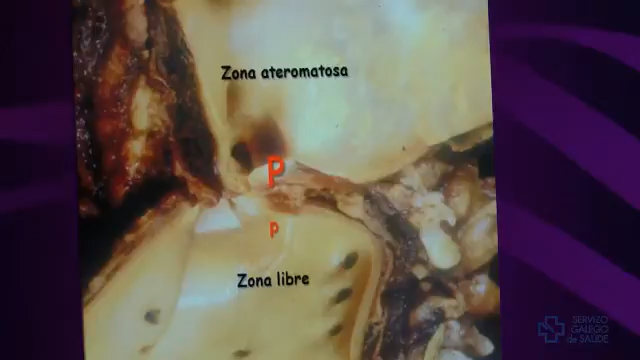 Zona ateromatosa
P
p
Zona libre
SERVIZO
GALEGO
de SAÚDE